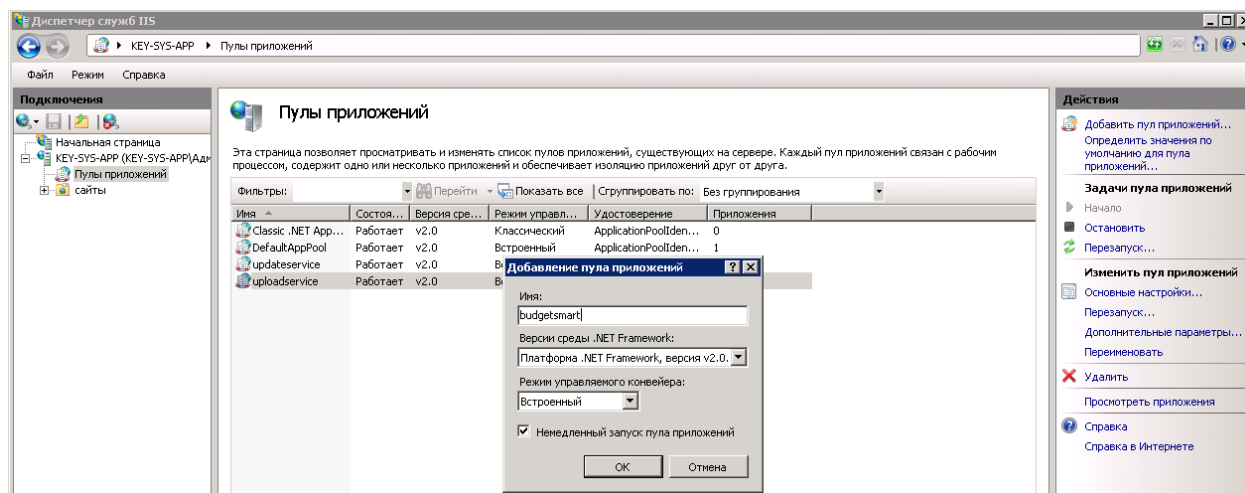 Диспетчер служб IIS
KEY-SYS-APP Пулы приложений
Файл Режим Справка
Подключения
Начальная страница
KEY-SYS-APP (KEY-SYS-APP\Адм
Пулы приложений
сайты
Пулы приложений
Эта страница позволяет просматривать и изменять список пулов приложений, существующих на сервере. Каждый пул приложений связан с рабочим
процессом, содержит одно или несколько приложений и обеспечивает изоляцию приложений друг от друга.
Фильтры: Перейти Показать все Сгруппировать по: Без группирования
Имя Состоя... Версия сре... Режим управл... Удостоверение Приложения
Classic .NET App... Работает v2.0 Классический ApplicationPoolIden... 0
DefaultAppPool Работает v2.0 Встроенный ApplicationPoolIden... 1
updateservice Работает v2.0
uploadservice Работает v2.0
Добавление пула приложений
Имя:
budgetsmart
Версии среды .NET Framework:
Платформа .NET Framework, версия v2.0.
Режим управляемого конвейера:
Встроенный
Немедленный запуск пула приложений
OK Отмена
Действия
Добавить пул приложений...
Определить значения по
умолчанию для пула
приложений...
Задачи пула приложений
Начало
Остановить
Перезапуск...
Изменить пул приложений
Основные настройки...
Перезапуск...
Дополнительные параметры...
Переименовать
Удалить
Просмотреть приложения
Справка
Справка в Интернете